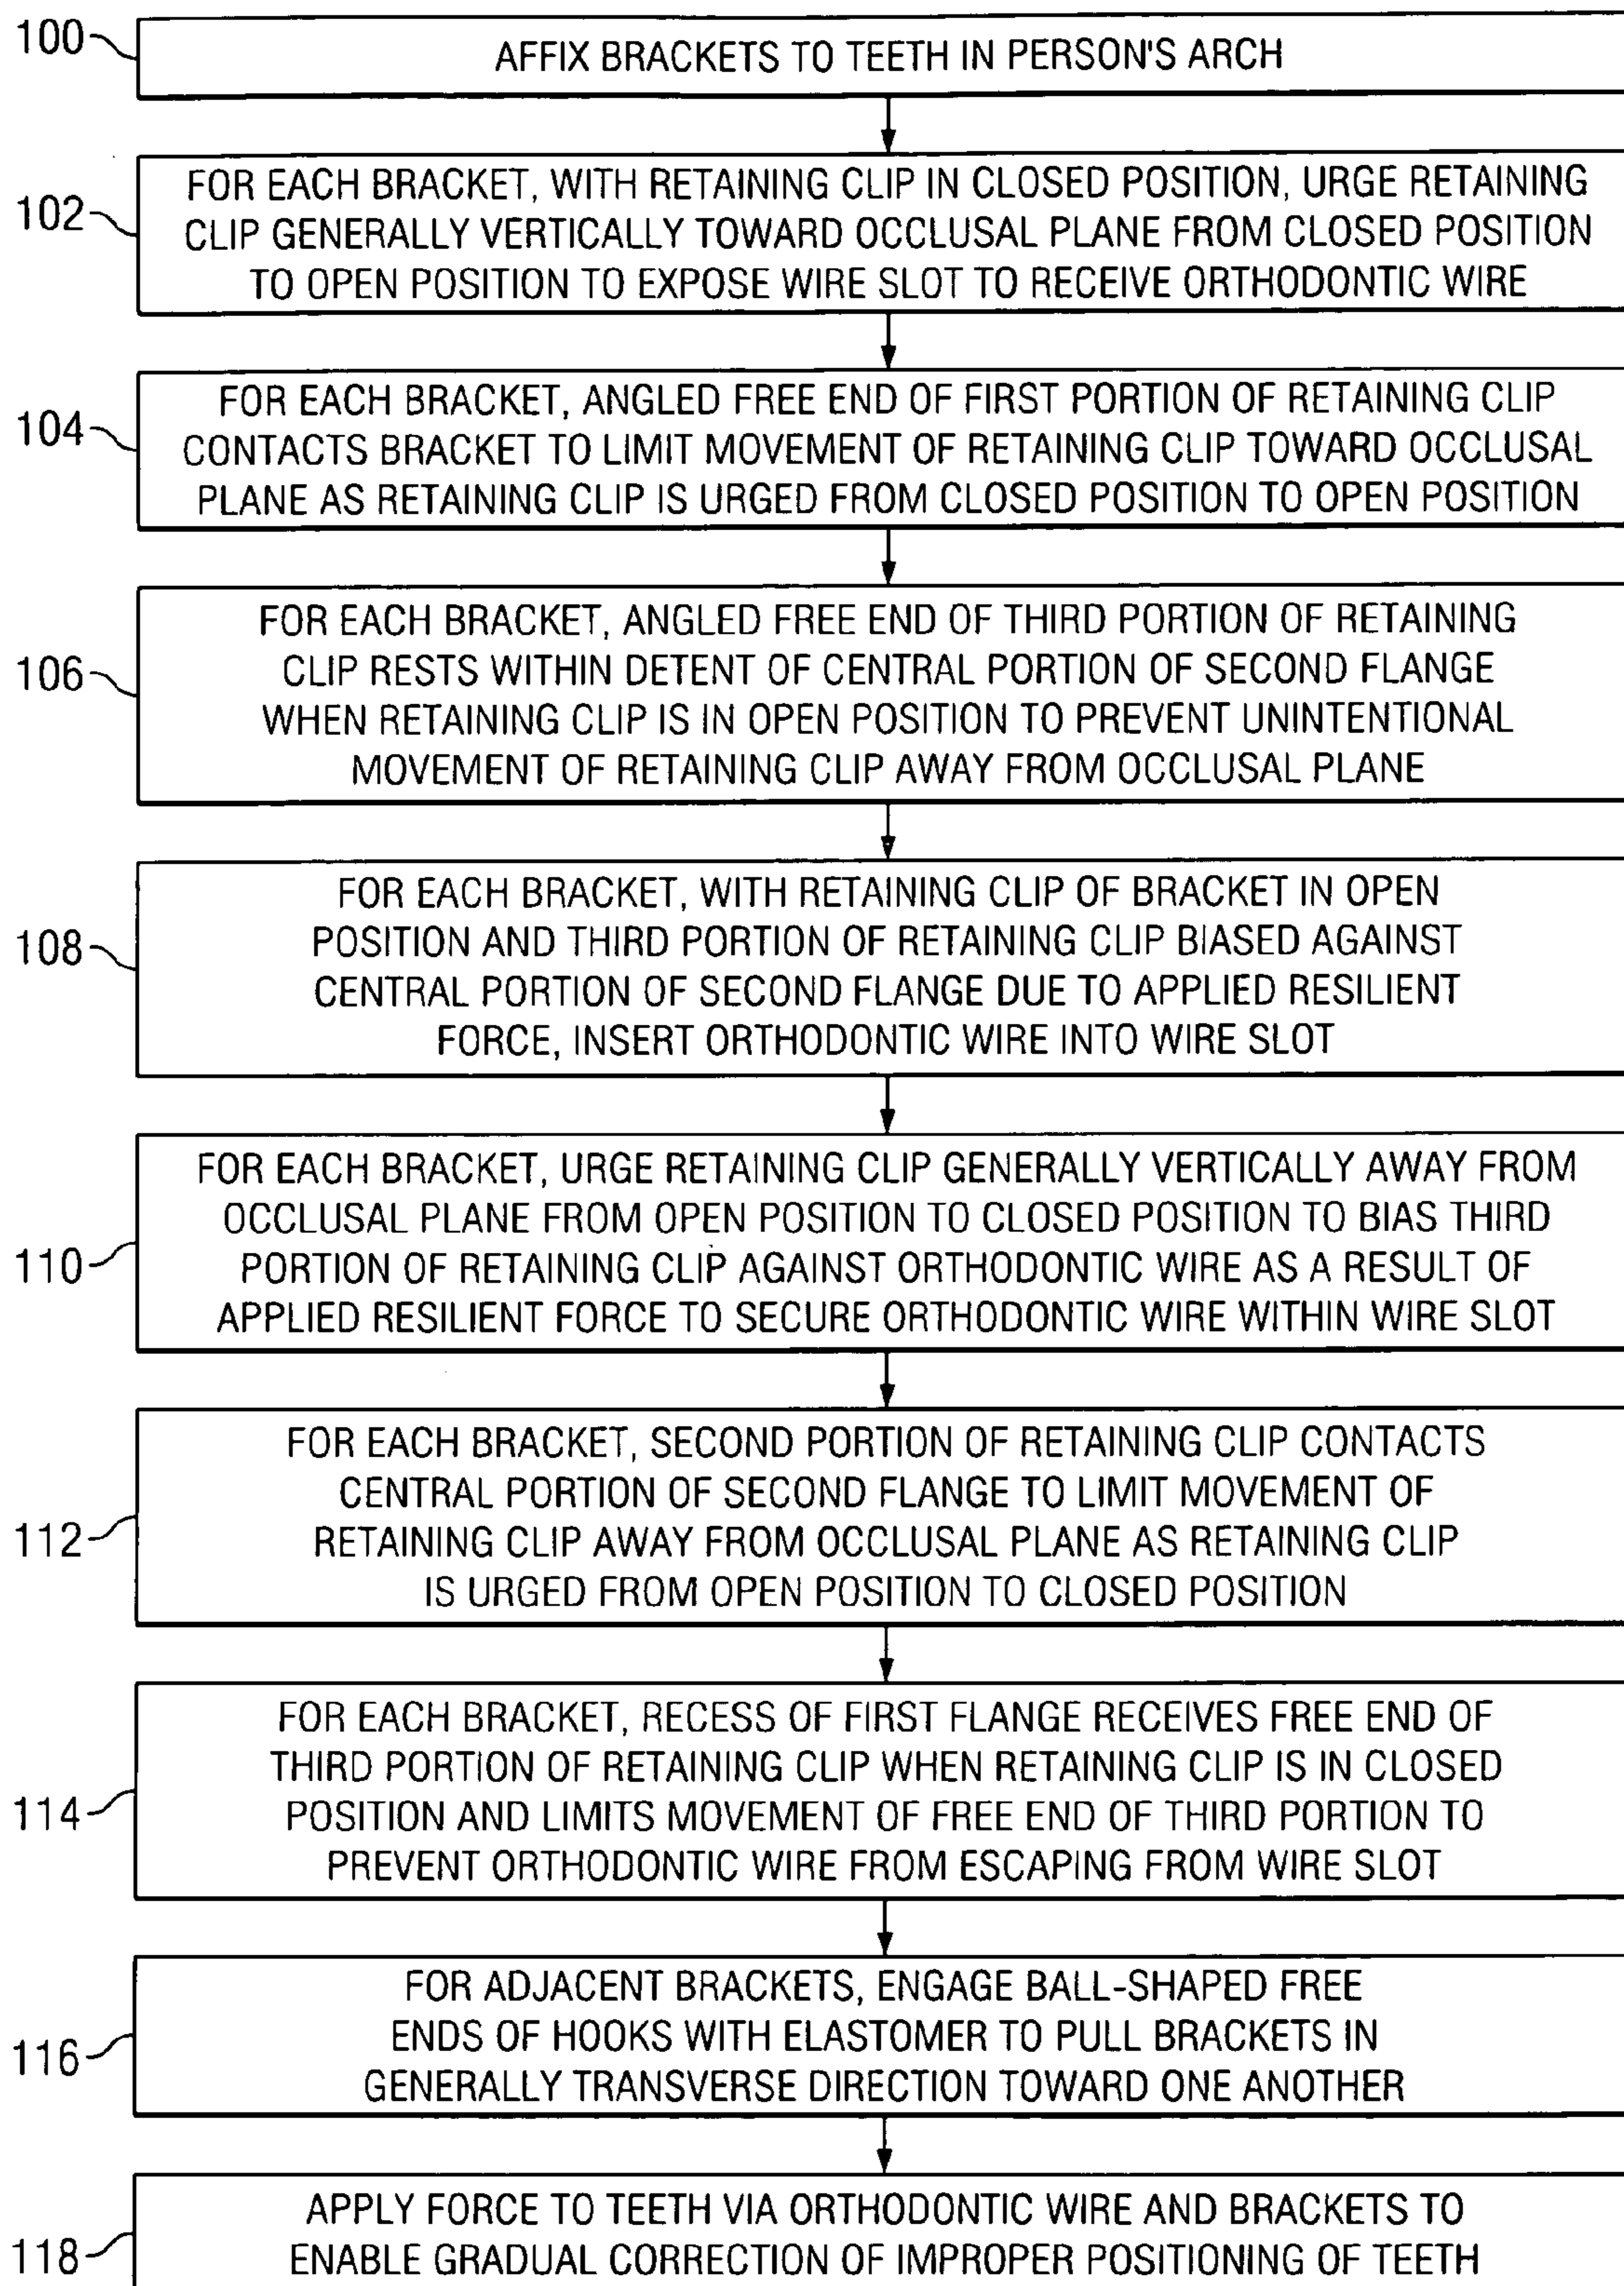 100
AFFIX BRACKETS TO TEETH IN PERSON'S ARCH
102
FOR EACH BRACKET, WITH RETAINING CLIP IN CLOSED POSITION, URGE RETAINING
CLIP GENERALLY VERTICALLY TOWARD OCCLUSAL PLANE FROM CLOSED POSITION
TO OPEN POSITION TO EXPOSE WIRE SLOT TO RECEIVE ORTHODONTIC WIRE
104
FOR EACH BRACKET, ANGLED FREE END OF FIRST PORTION OF RETAINING CLIP
CONTACTS BRACKET TO LIMIT MOVEMENT OF RETAINING CLIP TOWARD OCCLUSAL
PLANE AS RETAINING CLIP IS URGED FROM CLOSED POSITION TO OPEN POSITION
106
FOR EACH BRACKET, ANGLED FREE END OF THIRD PORTION OF RETAINING
CLIP RESTS WITHIN DETENT OF CENTRAL PORTION OF SECOND FLANGE
WHEN RETAINING CLIP IS IN OPEN POSITION TO PREVENT UNINTENTIONAL
MOVEMENT OF RETAINING CLIP AWAY FROM OCCLUSAL PLANE
108
FOR EACH BRACKET, WITH RETAINING CLIP OF BRACKET IN OPEN
POSITION AND THIRD PORTION OF RETAINING CLIP BIASED AGAINST
CENTRAL PORTION OF SECOND FLANGE DUE TO APPLIED RESILIENT
FORCE, INSERT ORTHODONTIC WIRE INTO WIRE SLOT
110
FOR EACH BRACKET, URGE RETAINING CLIP GENERALLY VERTICALLY AWAY FROM
OCCLUSAL PLANE FROM OPEN POSITION TO CLOSED POSITION TO BIAS THIRD
PORTION OF RETAINING CLIP AGAINST ORTHODONTIC WIRE AS A RESULT OF
APPLIED RESILIENT FORCE TO SECURE ORTHODONTIC WIRE WITHIN WIRE SLOT
112
FOR EACH BRACKET, SECOND PORTION OF RETAINING CLIP CONTACTS
CENTRAL PORTION OF SECOND FLANGE TO LIMIT MOVEMENT OF
RETAINING CLIP AWAY FROM OCCLUSAL PLANE AS RETAINING CLIP
IS URGED FROM OPEN POSITION TO CLOSED POSITION
114
FOR EACH BRACKET, RECESS OF FIRST FLANGE RECEIVES FREE END OF
THIRD PORTION OF RETAINING CLIP WHEN RETAINING CLIP IS IN CLOSED
POSITION AND LIMITS MOVEMENT OF FREE END OF THIRD PORTION TO
PREVENT ORTHODONTIC WIRE FROM ESCAPING FROM WIRE SLOT
116
FOR ADJACENT BRACKETS, ENGAGE BALL-SHAPED FREE
ENDS OF HOOKS WITH ELASTOMER TO PULL BRACKETS IN
GENERALLY TRANSVERSE DIRECTION TOWARD ONE ANOTHER
118
APPLY FORCE TO TEETH VIA ORTHODONTIC WIRE AND BRACKETS TO
ENABLE GRADUAL CORRECTION OF IMPROPER POSITIONING OF TEETH